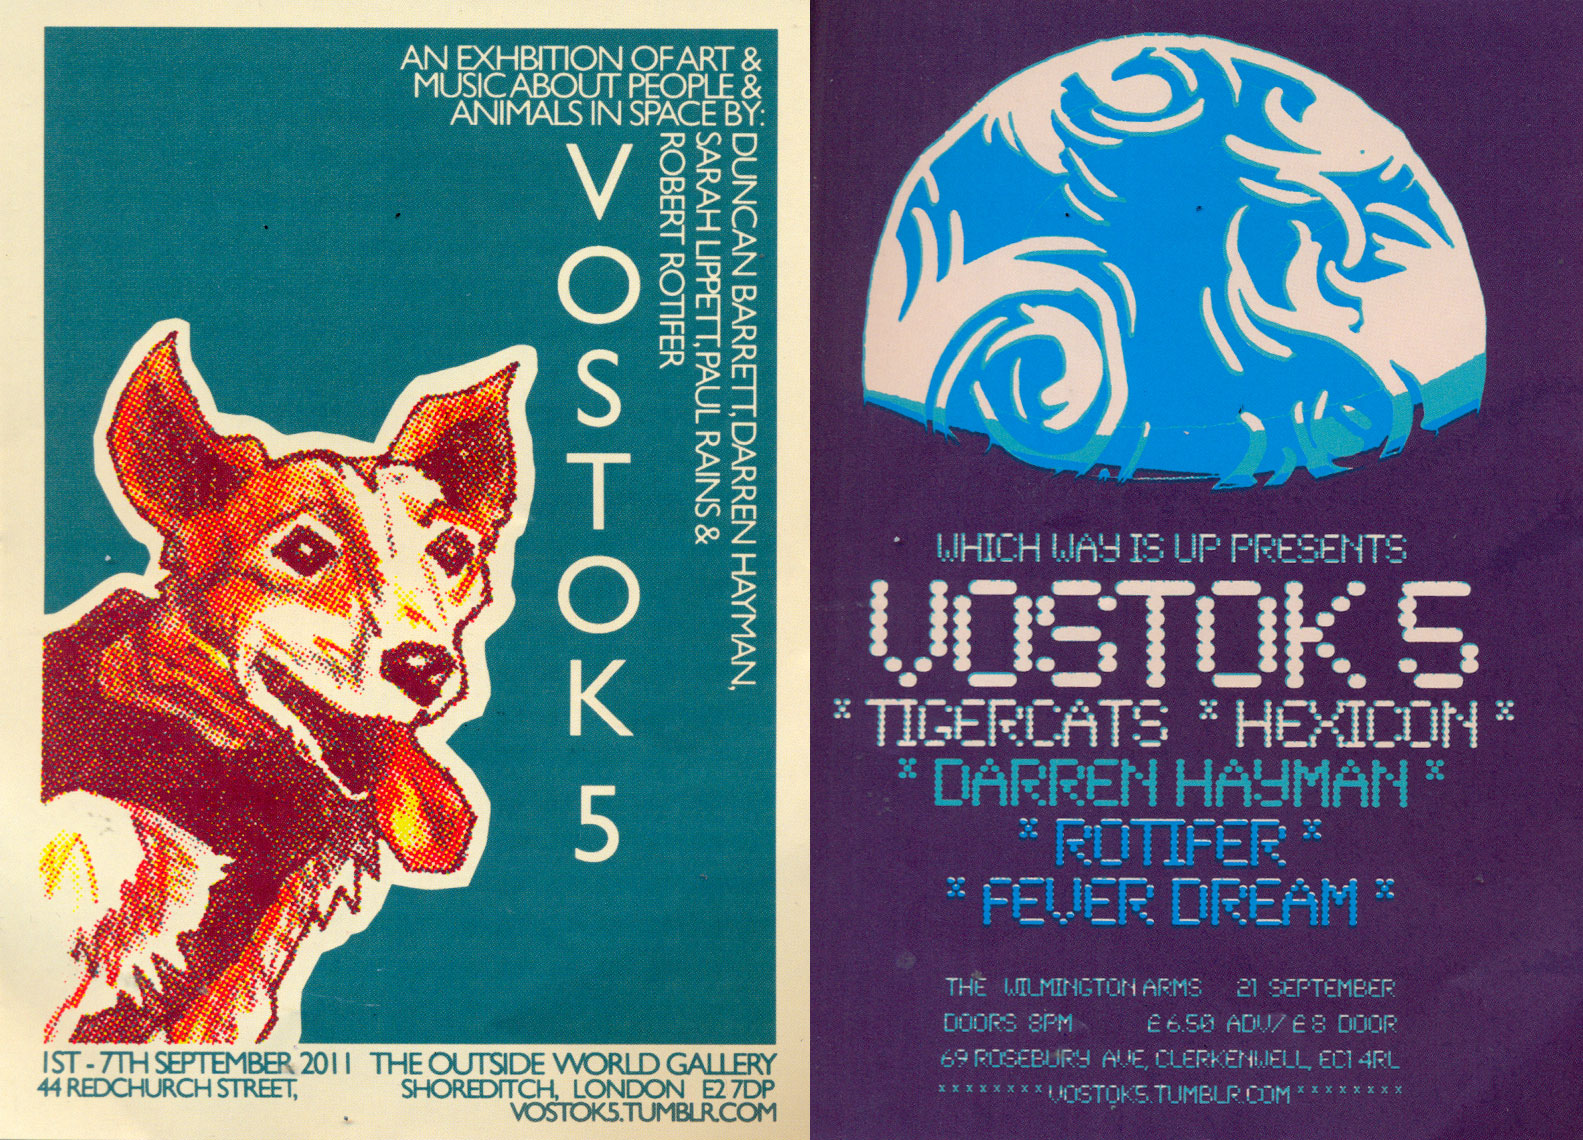 AN EXHBITION OF ART &
MUSIC ABOUT PEOPLE &
ANIMALS IN SPACE BY:
DUNCAN BARRETT, DARREN HAYMAN,
SARAH LIPPETT, PAUL RAINS &
ROBERT ROTIFER
VOSTOK 5
1ST - 7TH SEPTEMBER 2011 THE OUTSIDE WORLD GALLERY
44 REDCHURCH STREET, SHOREDITCH, LONDON E2 7DP
VOSTOK5.TUMBLR.COM
WHICH WAY IS UP PRESENTS
VOSTOK 5
* TIGERCATS * HEXICON *
* DARREN HAYMAN *
* ROTIFER *
* FEVER DREAM *
THE WILMINGTON ARMS 21 SEPTEMBER
DOORS 8PM £6.50 ADV/£8 DOOR
69 ROSEBURY AVE, CLERKENWELL, EC1 4RL
*********VOSTOK5.TUMBLR.COM*********